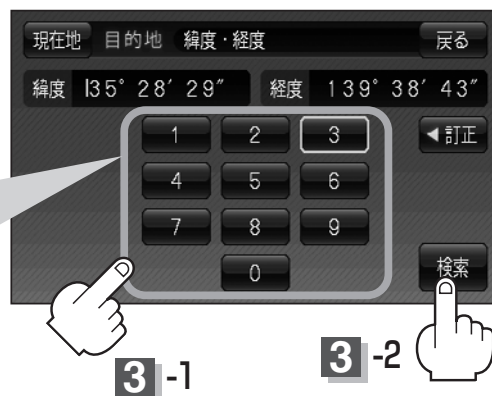 現在地 目的地 緯度・経度 戻る
緯度 35° 28′ 29″ 経度 139° 38′ 43″
1 2 3 ◀訂正
4 5 6
7 8 9
0 検索
3 -1 3 -2